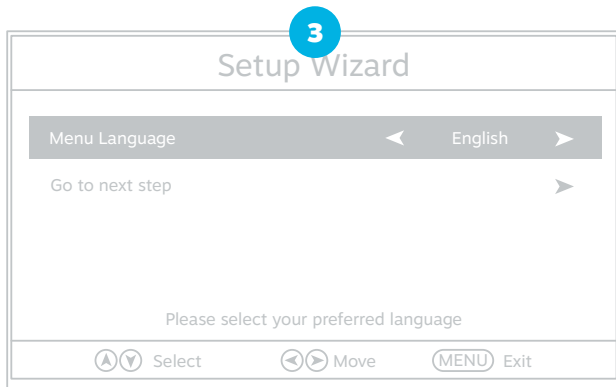 3
Setup Wizard
Menu Language English
Go to next step
Please select your preferred language
Select Move MENU Exit